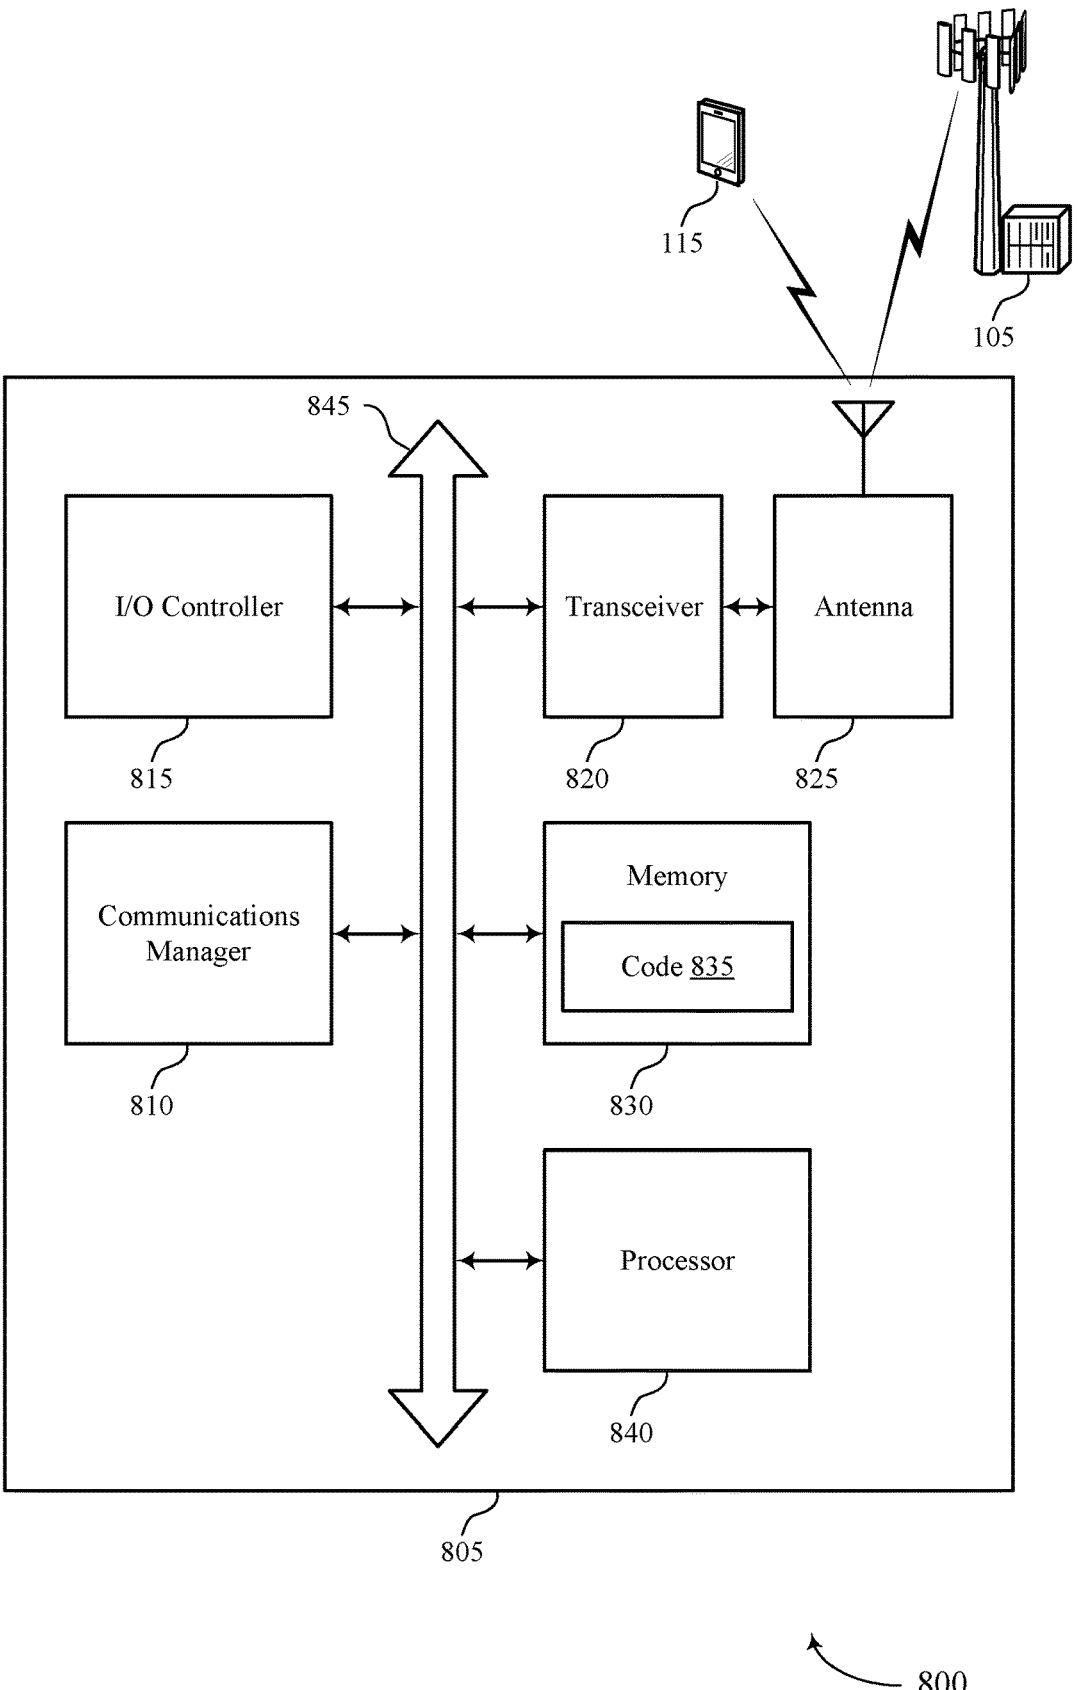 115
105
845
I/O Controller
Transceiver
Antenna
815
820
825
Communications
Manager
Memory
Code 835
810
830
Processor
840
805
800